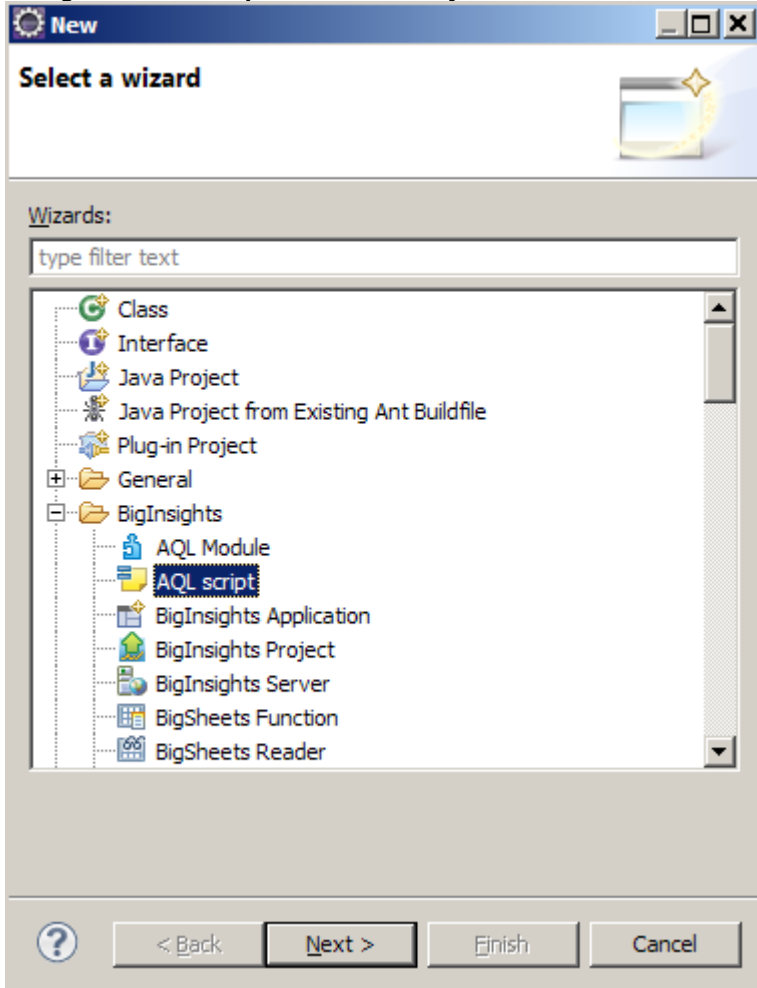 New
Select a wizard
Wizards:
type filter text
Class
Interface
Java Project
Java Project from Existing Ant Buildfile
Plug-in Project
General
BigInsights
AQL Module
AQL script
BigInsights Application
BigInsights Project
BigInsights Server
BigSheets Function
BigSheets Reader
? < Back Next > Finish Cancel